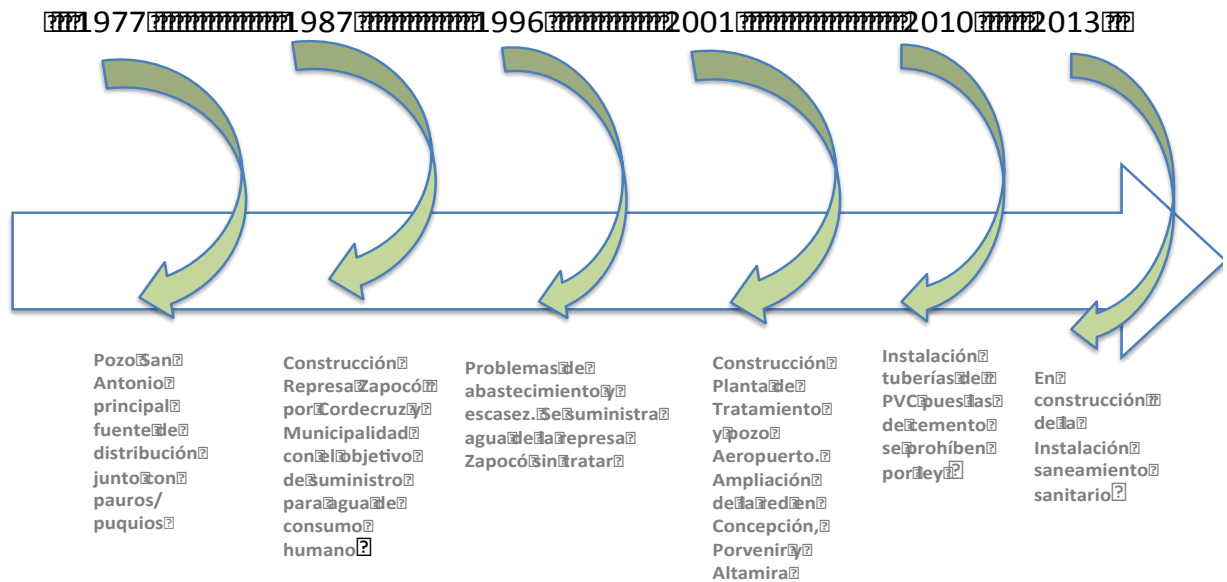 1977 1987 1996 2001 2010 2013
Pozo San
Antonio
principal
fuente de
distribución
junto con
pauros/
puquios
Construcción
Represa Zapocó
por Cordecruz y
Municipalidad
con el objetivo
de suministro
para agua de
consumo
humano
Problemas de
abastecimiento y
escasez. Se suministra
agua de la represa
Zapocó sin tratar
Construcción
Planta de
Tratamiento
y pozo
Aeropuerto.
Ampliación
de la red en
Concepción,
Porvenir y
Altamira
Instalación
tuberías de
PVC pues las
de cemento
se prohíben
por ley
En
construcción
de la
Instalación
saneamiento
sanitario